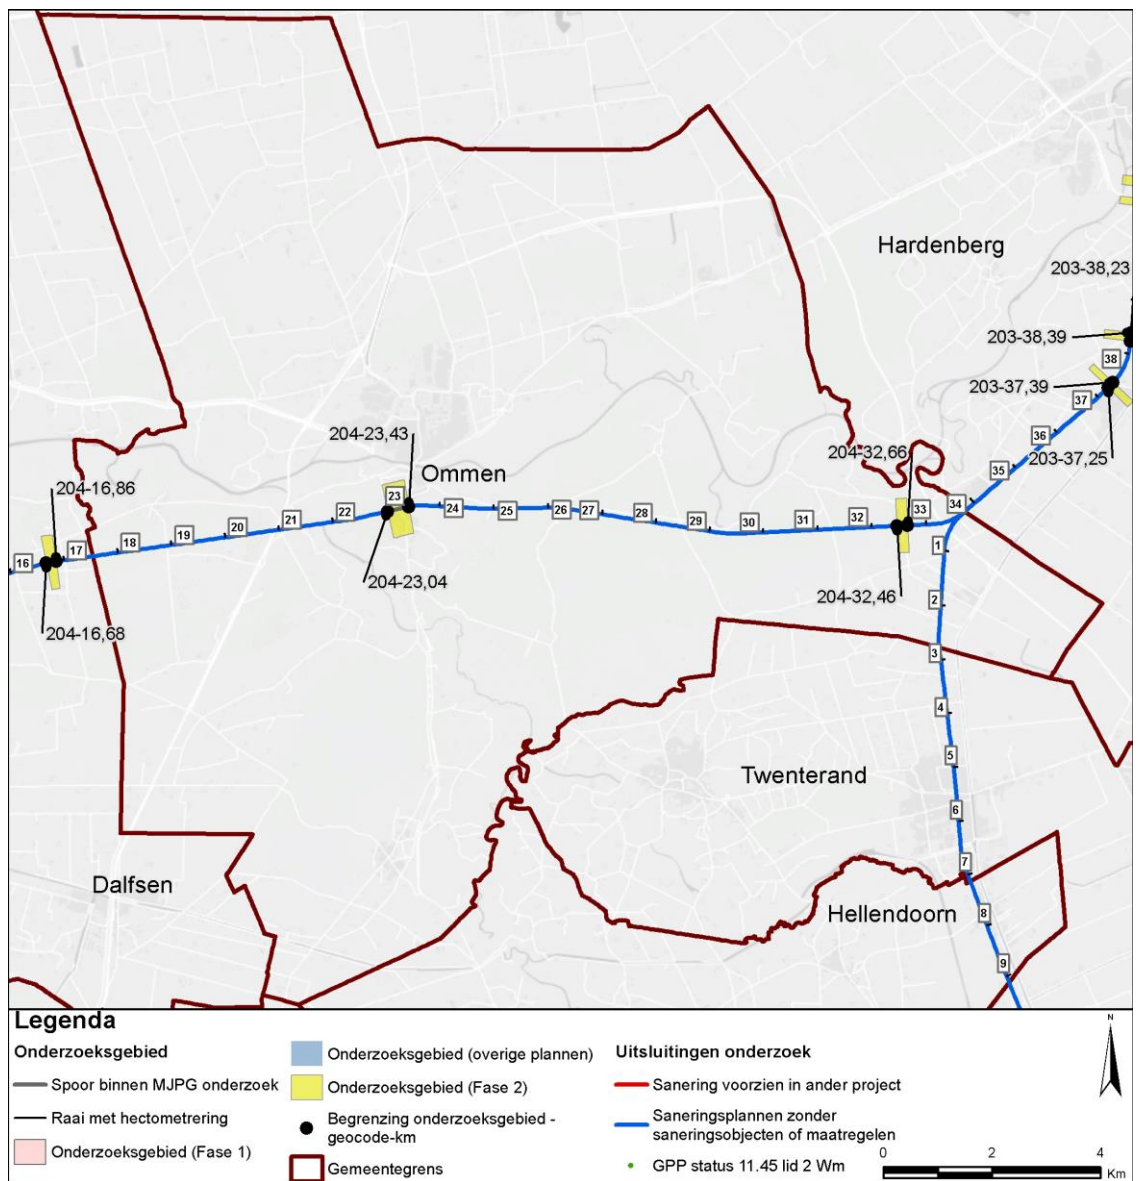 Hardenberg
203-38,23
203-38,39
38
203-37,39
37
36
203-37,25
204-23,43
Ommen
204-32,66
35
204-16,86
23
34
22
24
25
26
27
28
29
30
31
32
33
21
20
19
18
17
16
1
204-23,04
204-32,46
2
204-16,68
3
4
5
Twenterand
6
7
Dalfsen
Hellendoorn
8
9
Legenda
Onderzoeksgebied
Spoor binnen MJPG onderzoek
Raai met hectometrering
Onderzoeksgebied (Fase 1)
Onderzoeksgebied (overige plannen)
Onderzoeksgebied (Fase 2)
Begrenzing onderzoeksgebied -
geocode-km
Gemeentegrens
Uitsluitingen onderzoek
Sanering voorzien in ander project
Saneringsplannen zonder
saneringsobjecten of maatregelen
GPP status 11.45 lid 2 Wm
N
0 2 4
Km